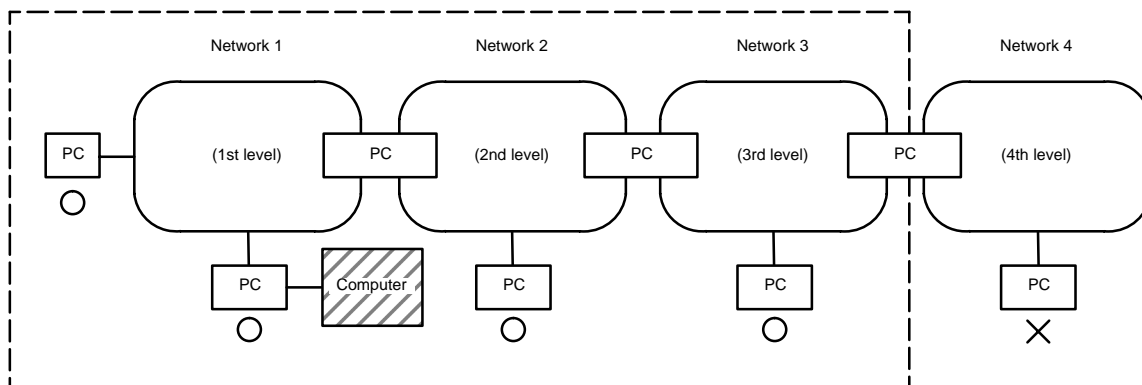 Network 1
Network 2
Network 3
Network 4
PC
(1st level)
PC
(2nd level)
PC
(3rd level)
PC
(4th level)
PC
Computer
PC
PC
PC